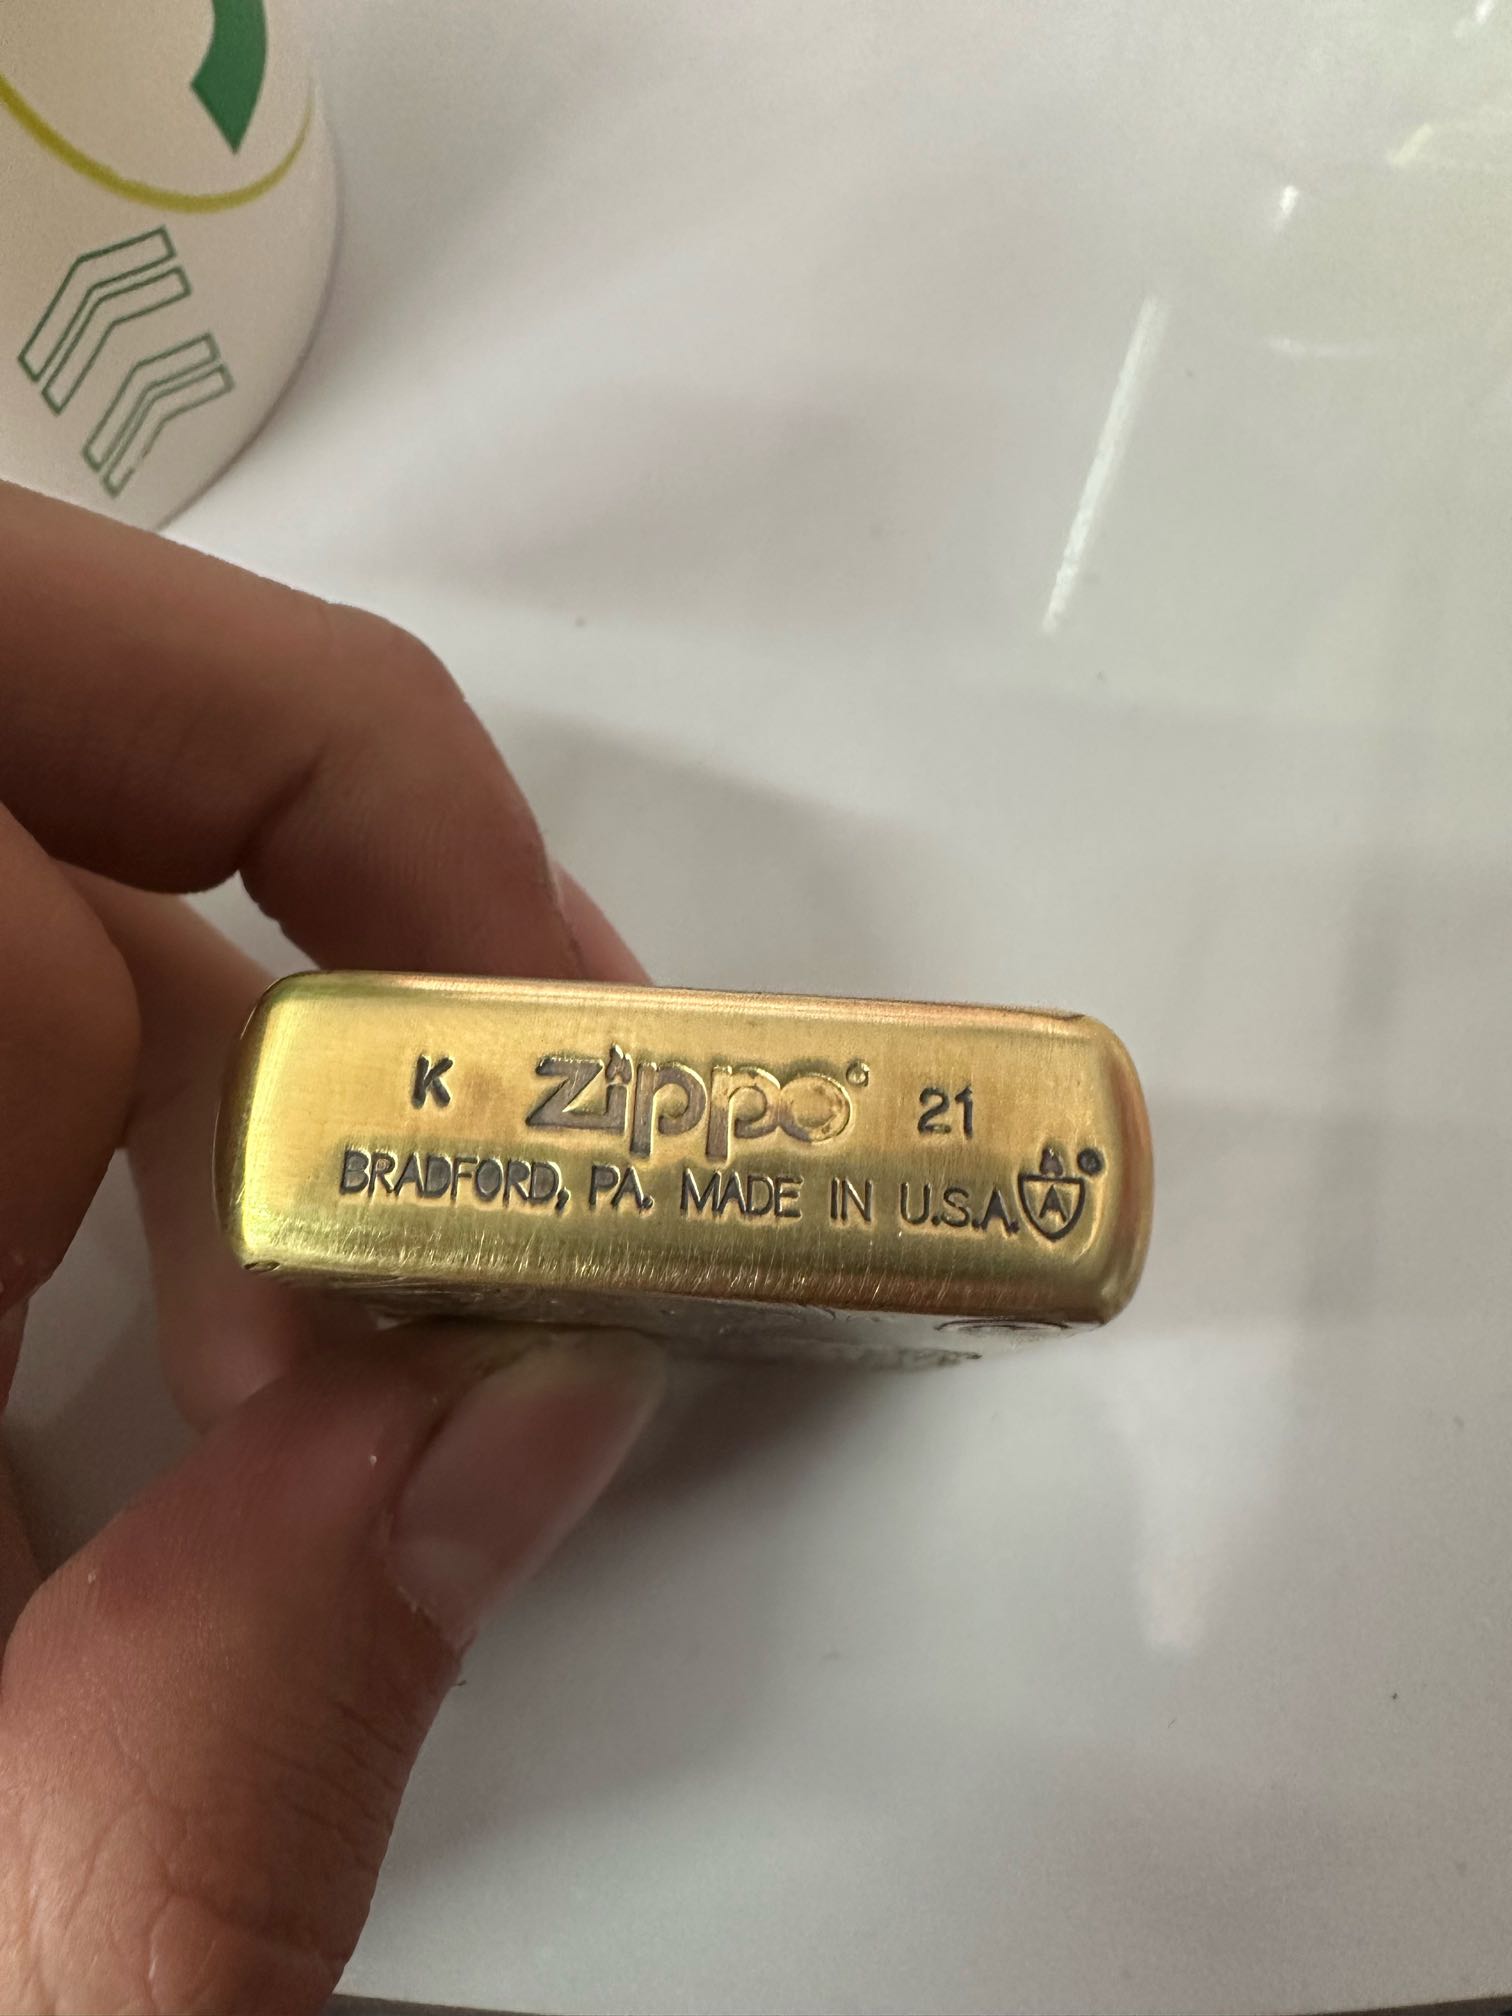 K zippo® 21
BRADFORD, PA. MADE IN U.S.A. A